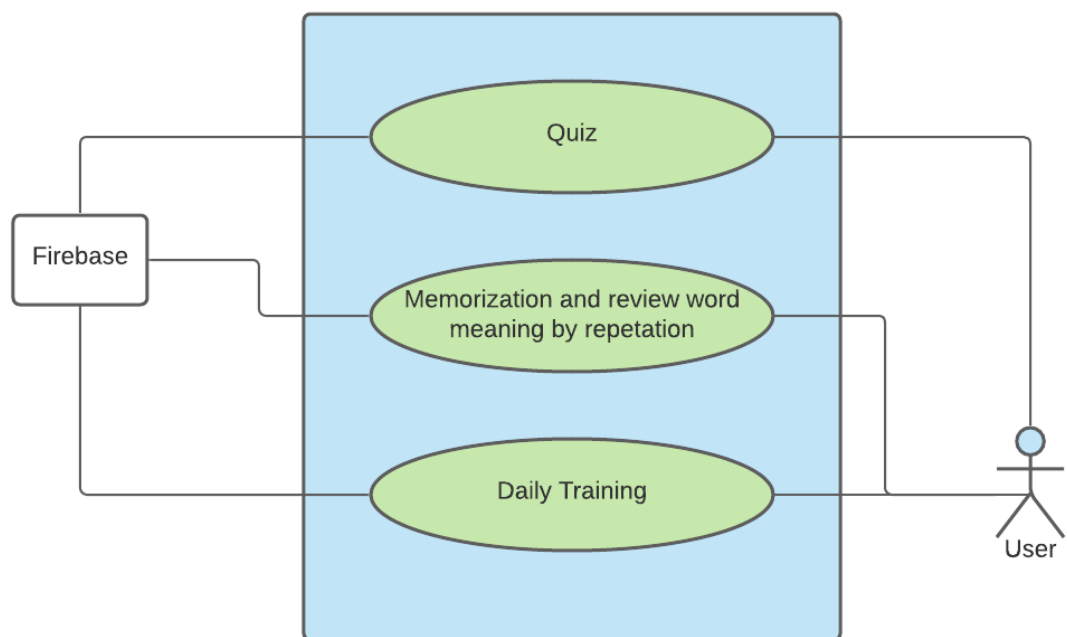 Quiz
Firebase
Memorization and review word
meaning by repetation
Daily Training
User